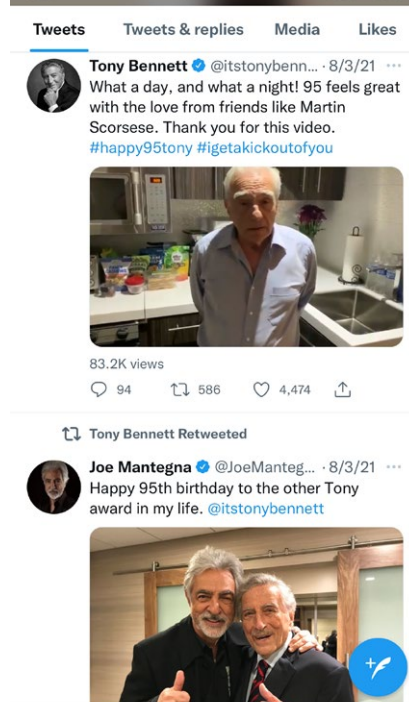 Tweets Tweets & replies Media Likes
Tony Bennett @itstonybenn... · 8/3/21 ...
What a day, and what a night! 95 feels great
with the love from friends like Martin
Scorsese. Thank you for this video.
#happy95tony #igetakickoutofyou
83.2K views
94 586 4,474
Tony Bennett Retweeted
Joe Mantegna @JoeManteg... · 8/3/21 ...
Happy 95th birthday to the other Tony
award in my life. @itstonybennett